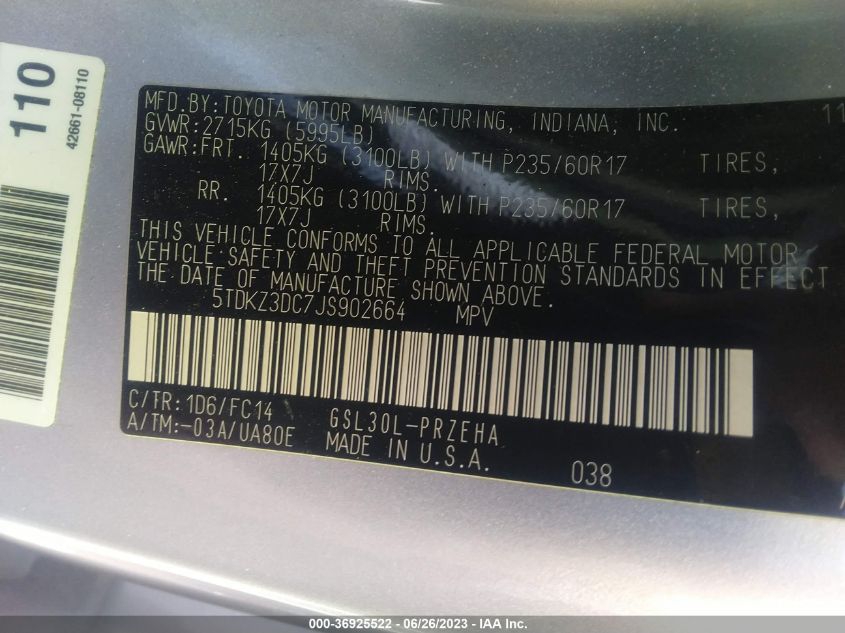 110
42661-08110
MFD.BY:TOYOTA MOTOR MANUFACTURING, INDIANA, INC. 11
GVWR:2715KG (5995LB)
GAWR:FRT. 1405KG (3100LB) WITH P235/60R17 TIRES,
17X7J RIMS.
RR. 1405KG (3100LB) WITH P235/60R17 TIRES,
17X7J RIMS.
THIS VEHICLE CONFORMS TO ALL APPLICABLE FEDERAL MOTOR
VEHICLE SAFETY AND THEFT PREVENTION STANDARDS IN EFFECT
THE DATE OF MANUFACTURE SHOWN ABOVE.
5TDKZ3DC7JS902664 MPV
C/TR:1D6/FC14 GSL30L-PRZEHA
A/TM:-03A/UA80E MADE IN U.S.A. 038
000-36925522 - 06/26/2023 - IAA Inc.